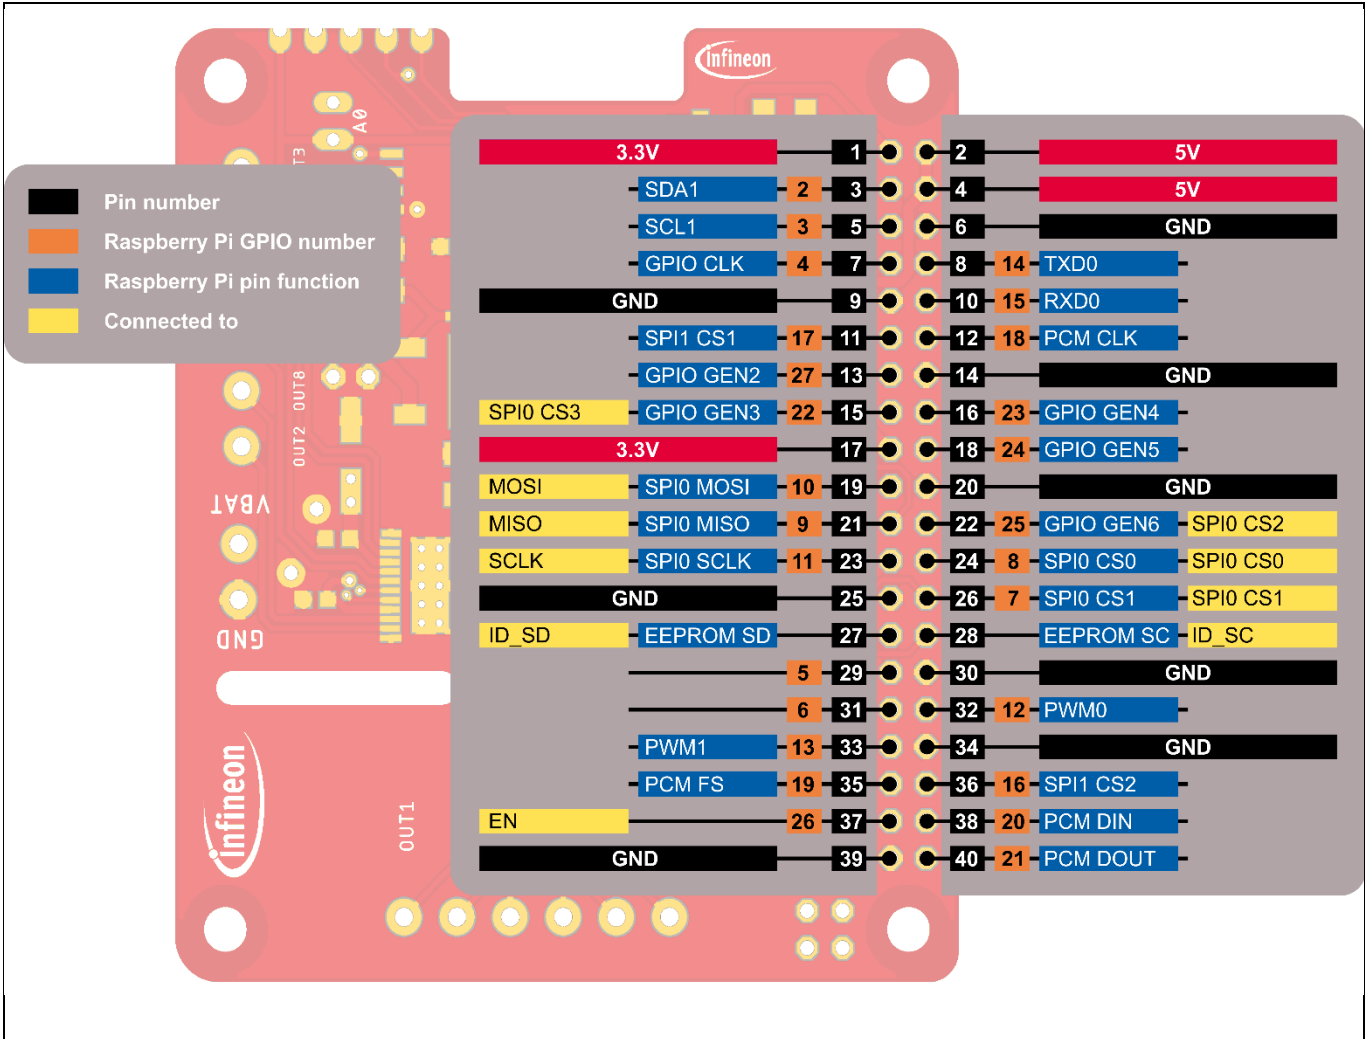 infineon
A0
3.3V 1 2 5V
OUT3
SDA1 2 3 4 5V
Pin number
SCL1 3 5 6 GND
Raspberry Pi GPIO number
GPIO CLK 4 7 8 14 TXD0
Raspberry Pi pin function
GND 9 10 15 RXD0
Connected to
SPI1 CS1 17 11 12 18 PCM CLK
GPIO GEN2 27 13 14 GND
OUT2 OUT8
SPI0 CS3 GPIO GEN3 22 15 16 23 GPIO GEN4
3.3V 17 18 24 GPIO GEN5
MOSI SPI0 MOSI 10 19 20 GND
VBAT
MISO SPI0 MISO 9 21 22 25 GPIO GEN6 SPI0 CS2
SCLK SPI0 SCLK 11 23 24 8 SPI0 CS0 SPI0 CS0
GND 25 26 7 SPI0 CS1 SPI0 CS1
GND
ID_SD EEPROM SD 27 28 EEPROM SC ID_SC
5 29 30 GND
6 31 32 12 PWM0
PWM1 13 33 34 GND
PCM FS 19 35 36 16 SPI1 CS2
infineon
OUT1
EN 26 37 38 20 PCM DIN
GND 39 40 21 PCM DOUT